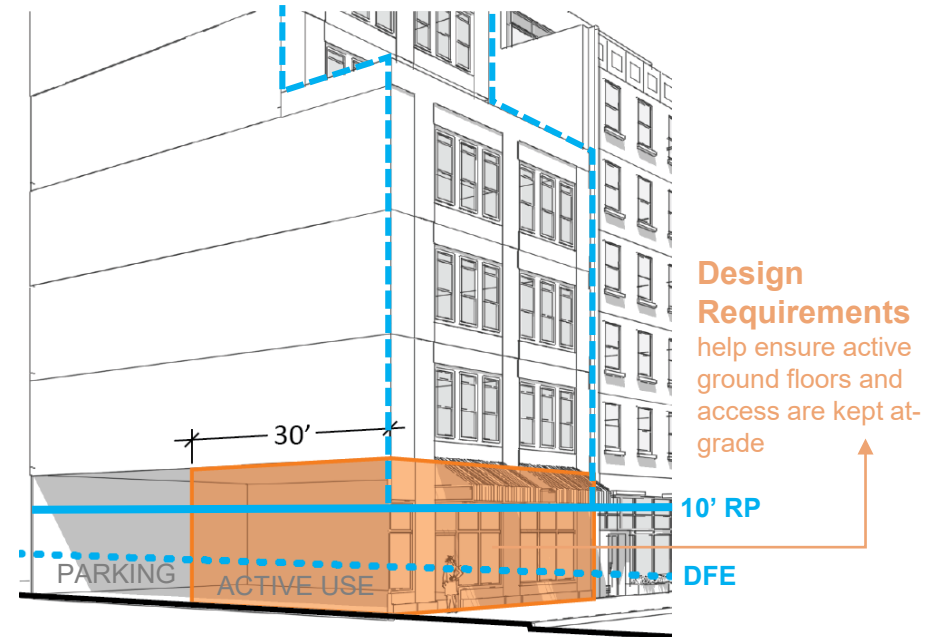 Design
Requirements
help ensure active
ground floors and
access are kept at-
grade
30’
10’ RP
DFE
PARKING
ACTIVE USE